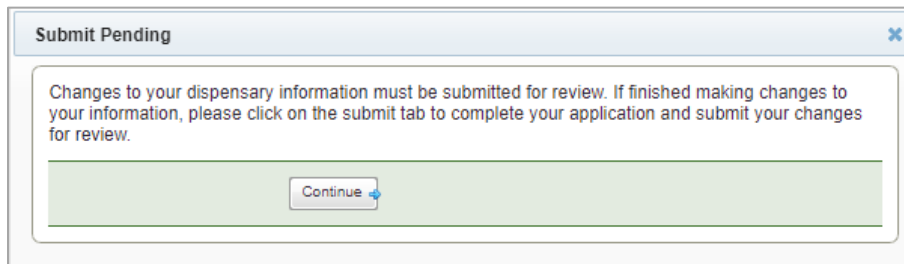 Submit Pending
Changes to your dispensary information must be submitted for review. If finished making changes to
your information, please click on the submit tab to complete your application and submit your changes
for review.
Continue